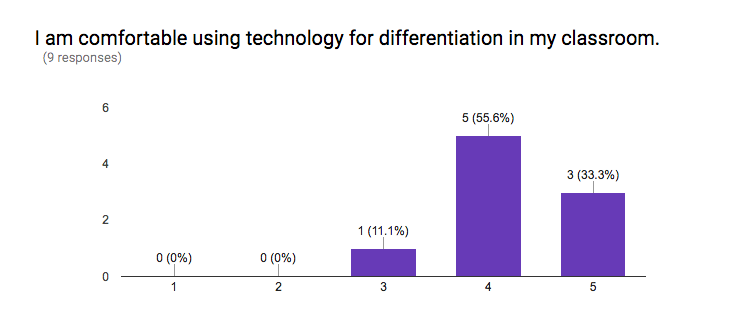 I am comfortable using technology for differentiation in my classroom.
(9 responses)
6
5 (55.6%)
4
3 (33.3%)
2
1 (11.1%)
0 (0%) 0 (0%)
0
1 2 3 4 5